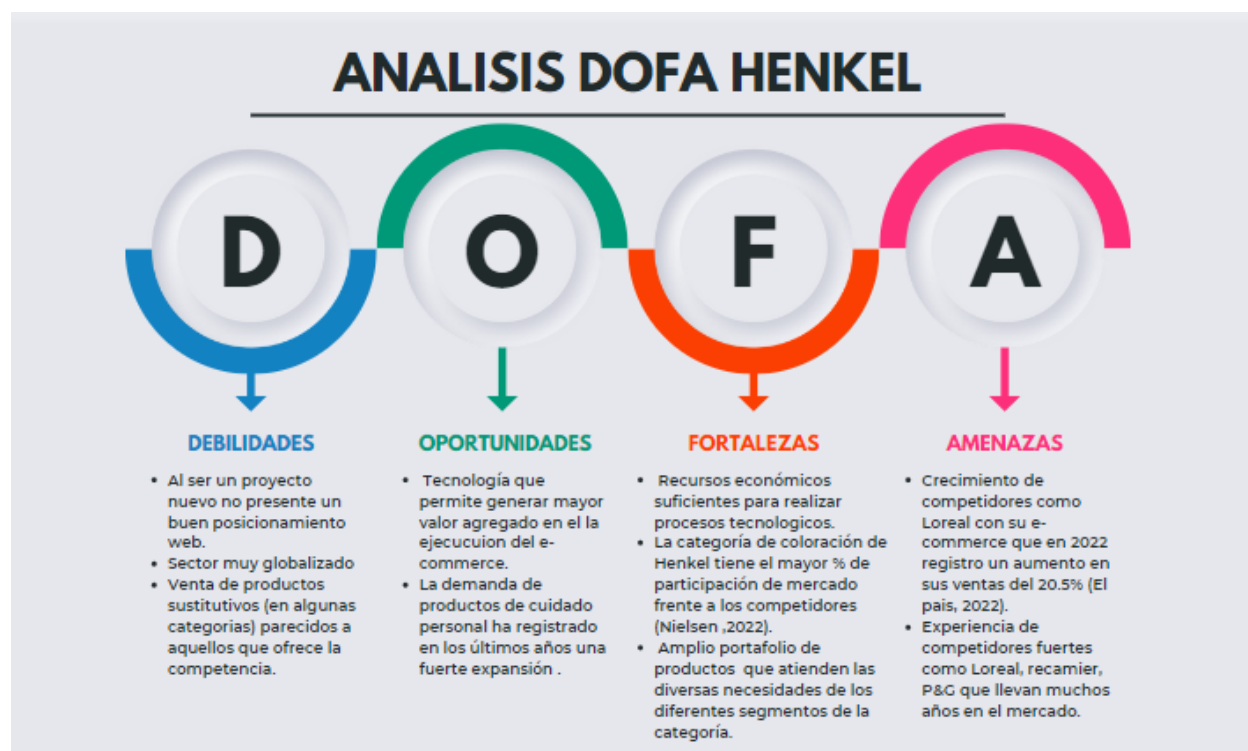 ANALISIS DOFA HENKEL
D
O
F
A
DEBILIDADES
• Al ser un proyecto
nuevo no presente un
buen posicionamiento
web.
• Sector muy globalizado
• Venta de productos
sustitutivos (en algunas
categorias) parecidos a
aquellos que ofrece la
competencia.
OPORTUNIDADES
• Tecnología que
permite generar mayor
valor agregado en el la
ejecucuion del e-
commerce.
• La demanda de
productos de cuidado
personal ha registrado
en los últimos años una
fuerte expansión .
FORTALEZAS
• Recursos económicos
suficientes para realizar
procesos tecnologicos.
• La categoría de coloración de
Henkel tiene el mayor % de
participación de mercado
frente a los competidores
(Nielsen ,2022).
• Amplio portafolio de
productos que atienden las
diversas necesidades de los
diferentes segmentos de la
categoría.
AMENAZAS
• Crecimiento de
competidores como
Loreal con su e-
commerce que en 2022
registro un aumento en
sus ventas del 20.5% (El
pais, 2022).
• Experiencia de
competidores fuertes
como Loreal, recamier,
P&G que llevan muchos
años en el mercado.